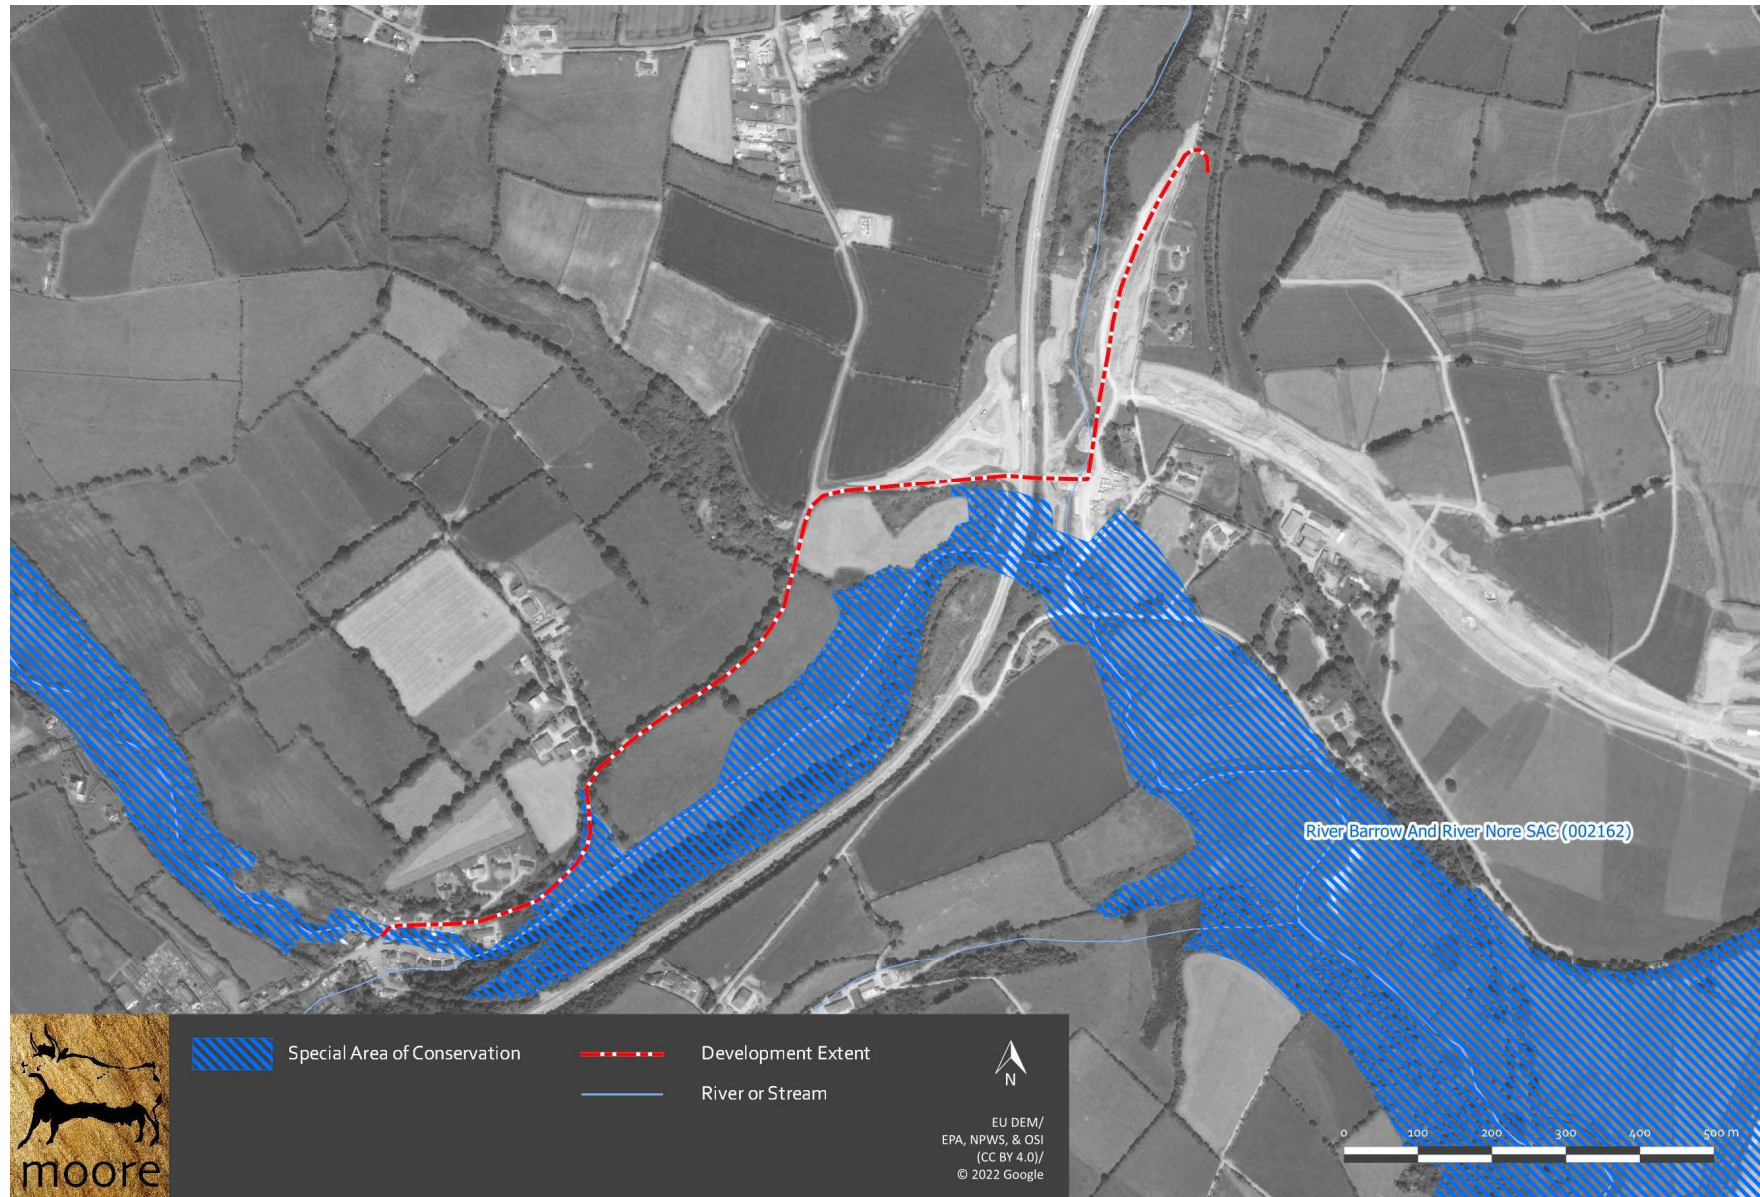 River Barrow And River Nore SAC (002162)
0 100 200 300 400 500 m
Special Area of Conservation
Development Extent
River or Stream
N
EU DEM/
EPA, NPWS, & OSI
(CC BY 4.0)/
© 2022 Google
moore